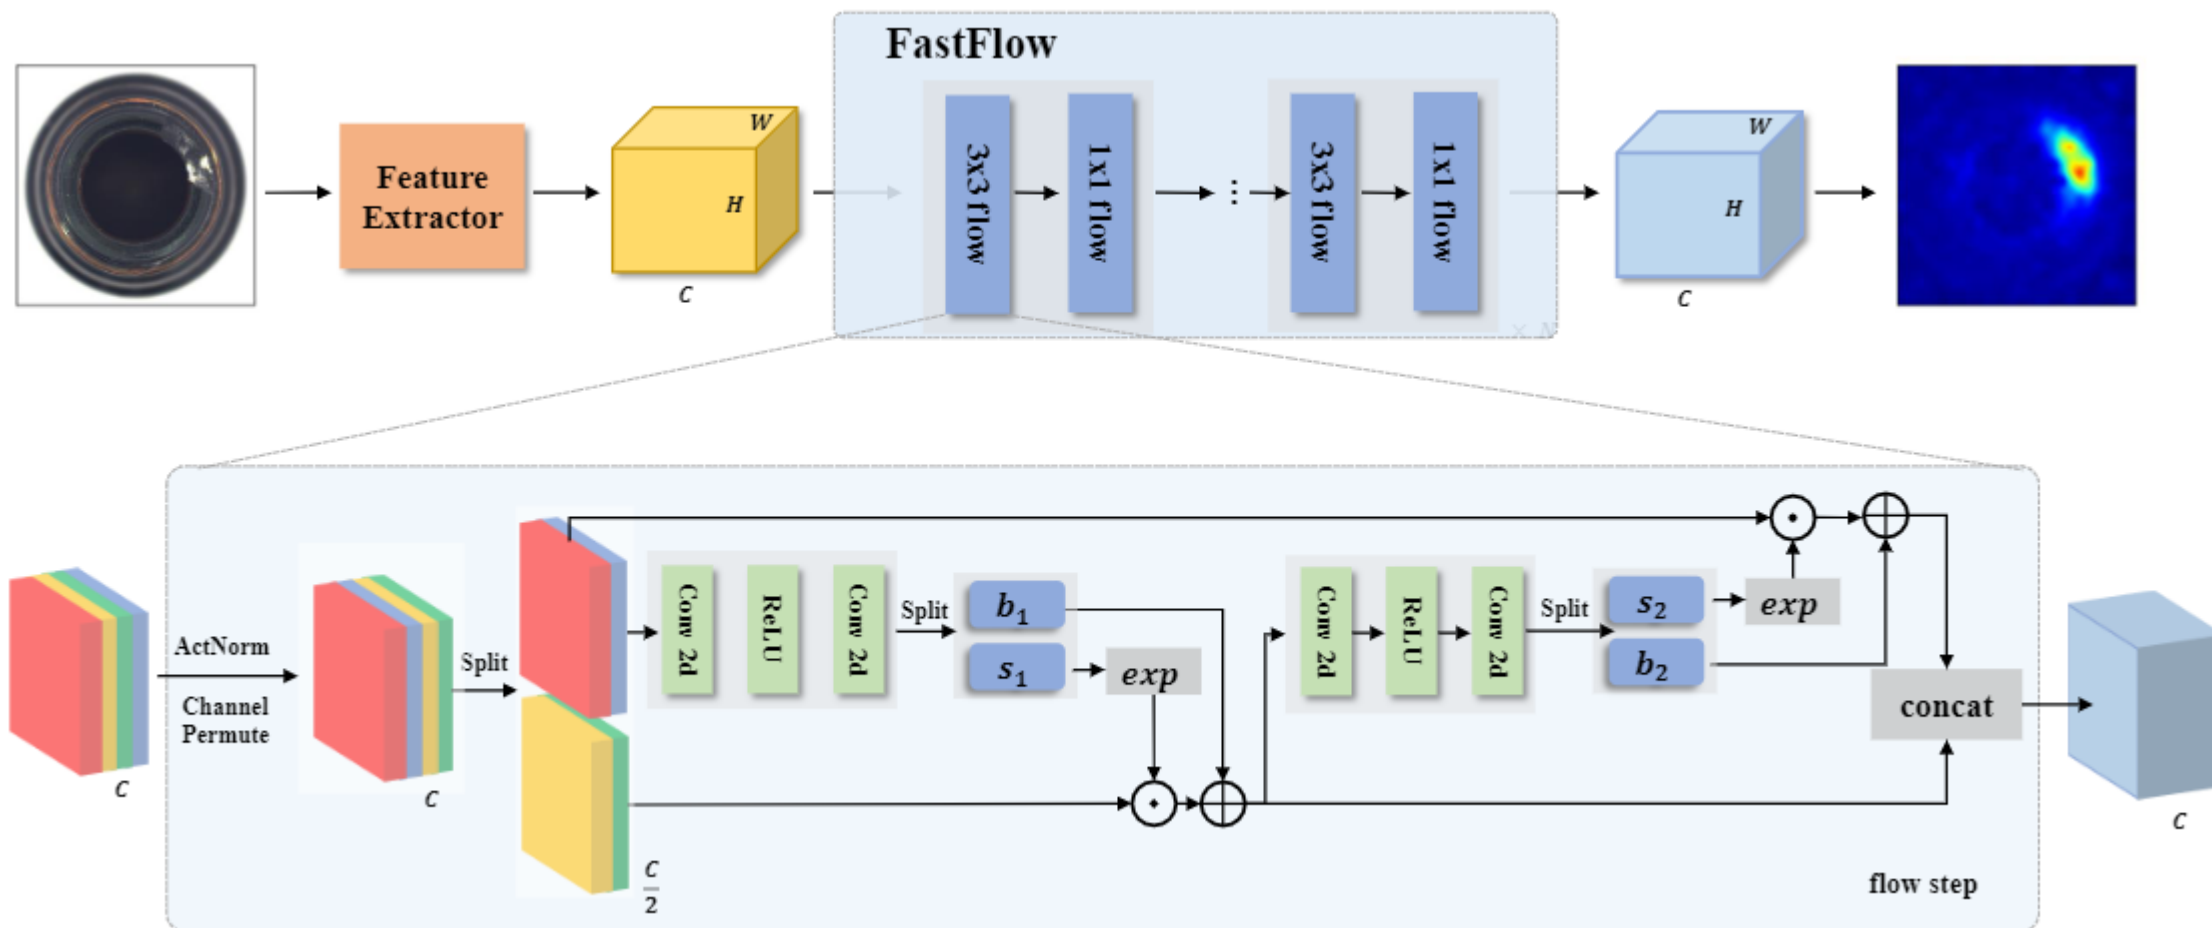 FastFlow
Feature
Extractor
W
H
C
3x3 flow
1x1 flow
...
3x3 flow
1x1 flow
× N
W
H
C
C
ActNorm
Channel
Permute
C
Split
C
2
Conv 2d
ReLU
Conv 2d
Split
b1
s1
exp
Conv 2d
ReLU
Conv 2d
Split
s2
b2
exp
concat
C
flow step